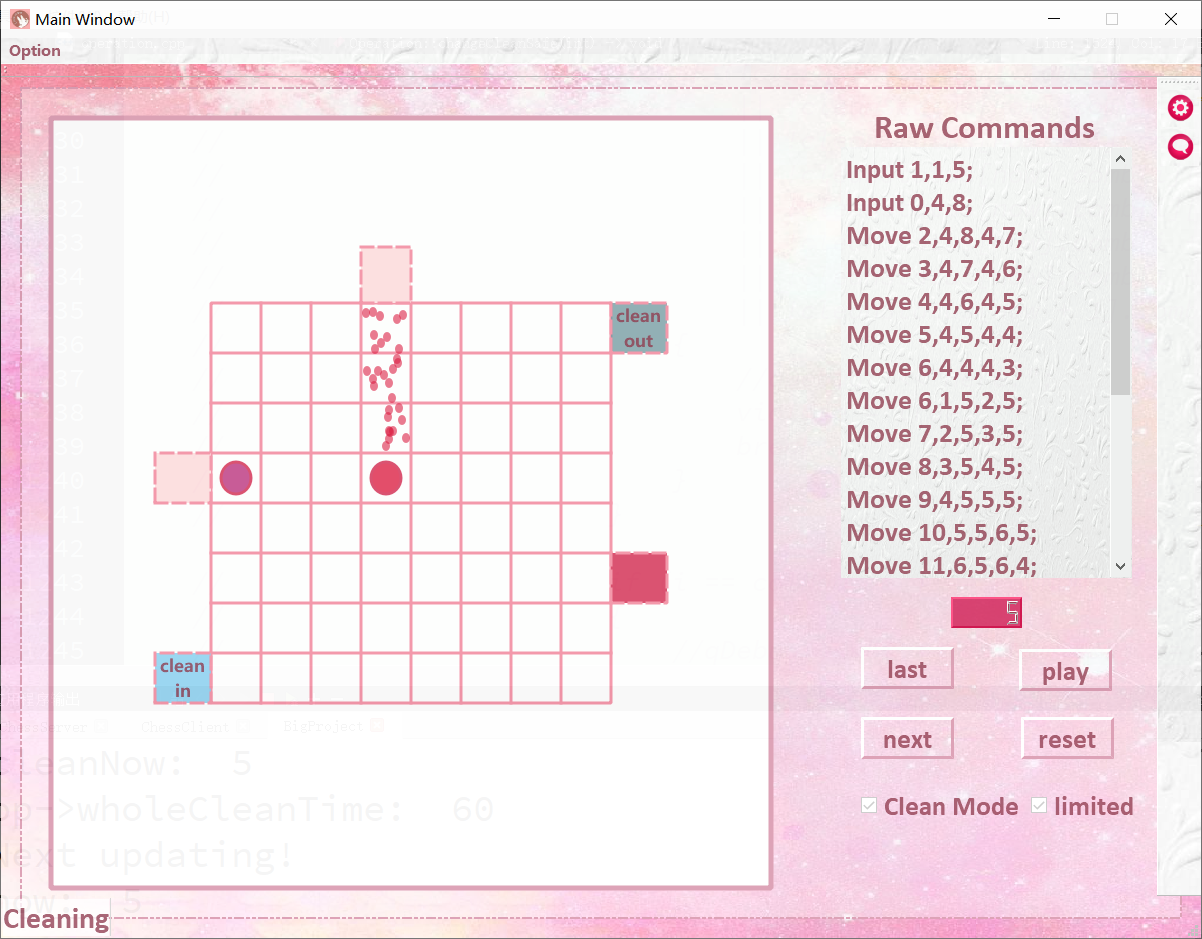 Main Window
Option
Raw Commands
Input 1,1,5;
Input 0,4,8;
Move 2,4,8,4,7;
Move 3,4,7,4,6;
Move 4,4,6,4,5;
Move 5,4,5,4,4;
Move 6,4,4,4,3;
Move 6,1,5,2,5;
Move 7,2,5,3,5;
Move 8,3,5,4,5;
Move 9,4,5,5,5;
Move 10,5,5,6,5;
Move 11,6,5,6,4;
clean
out
clean
in
5
last
play
next
reset
Clean Mode
limited
ChessClient
BigProject
cleanNow: 5
op->wholeCleanTime: 60
Next updating!
now: 5
Cleaning